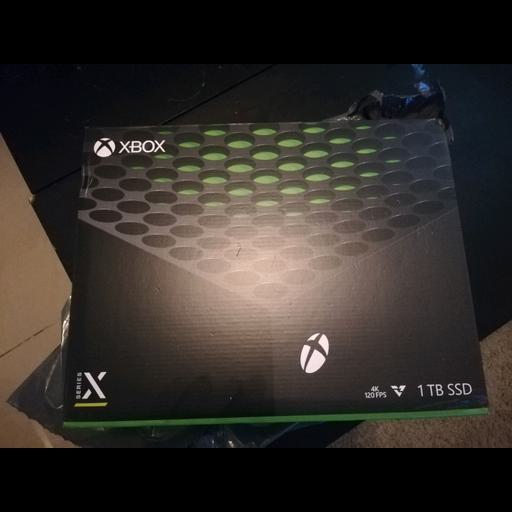 XBOX
SERIES
X
4K
120 FPS
1 TB SSD